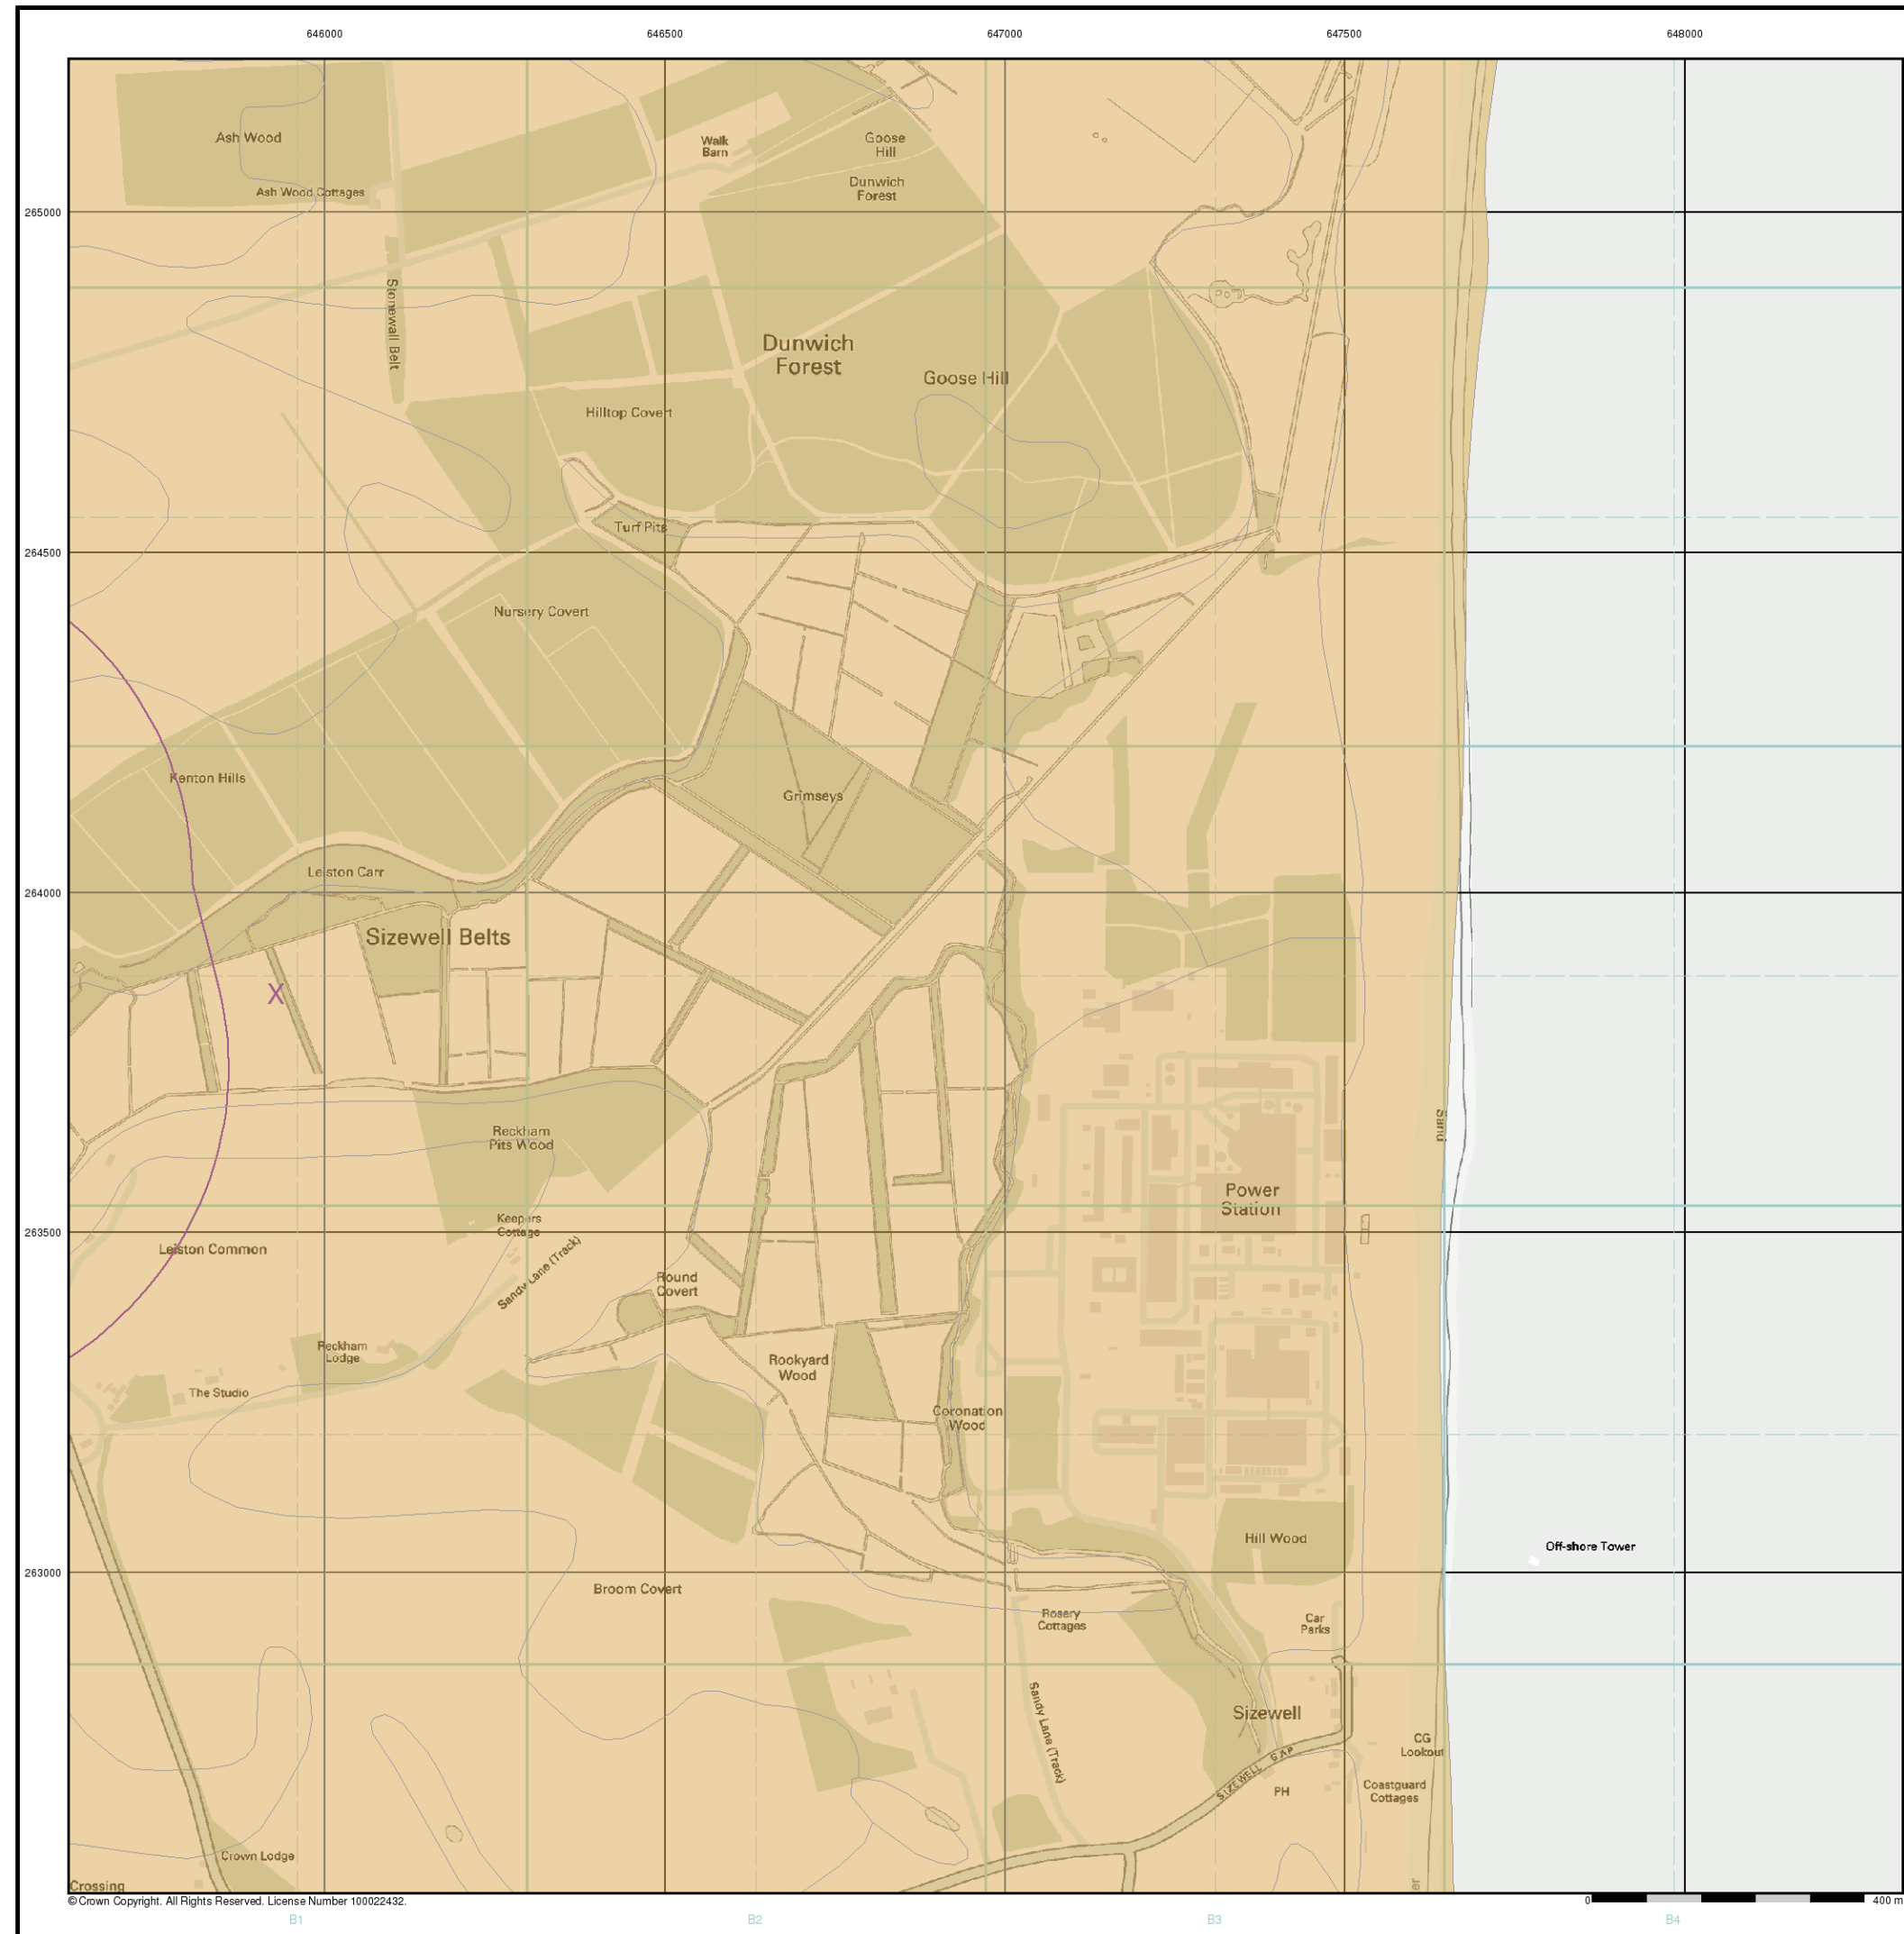 646000 646500 647000 647500 648000
Ash Wood
Walk
Barn
Goose
Hill
Ash Wood Cottages
Dunwich
Forest
265000
Stonewall Belt
Dunwich
Forest
Goose Hill
Hilltop Covert
Turf Pits
264500
Nursery Covert
Kenton Hills
Grimseys
Leiston Carr
264000
Sizewell Belts
X
Sand
Reckham
Pits Wood
Power
Station
Keepers
Cottage
263500
Leiston Common
Sandy Lane (Track)
Round
Covert
Reckham
Lodge
Rookyard
Wood
The Studio
Coronation
Wood
Hill Wood
Off-shore Tower
263000
Broom Covert
Rosery
Cottages
Car
Parks
Sandy Lane (Track)
Sizewell
CG
Lookout
SIZEWELL GAP
PH
Coastguard
Cottages
Crown Lodge
Crossing
er
© Crown Copyright. All Rights Reserved. License Number 100022432.
0 400 m
B1 B2 B3 B4